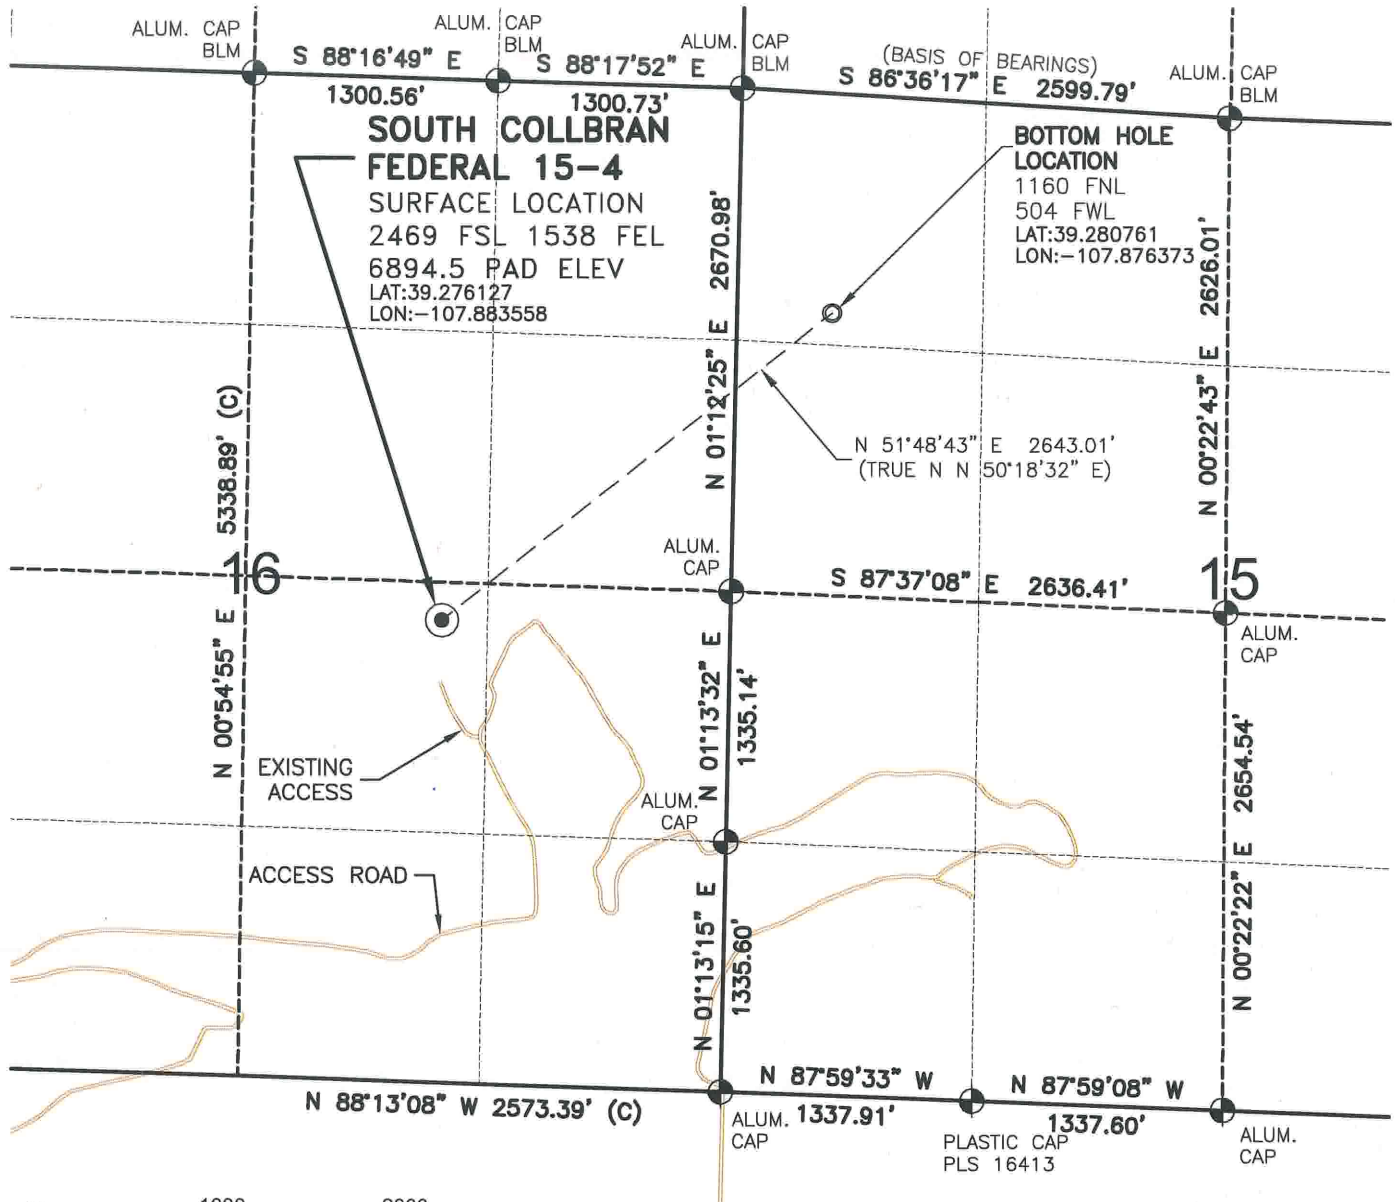 ALUM. CAP
BLM
ALUM. CAP
BLM
ALUM. CAP
BLM
(BASIS OF BEARINGS)
ALUM. CAP
BLM
S 88°16'49" E
1300.56'
S 88°17'52" E
1300.73'
S 86°36'17" E 2599.79'
SOUTH COLLBRAN
FEDERAL 15-4
SURFACE LOCATION
2469 FSL 1538 FEL
6894.5 PAD ELEV
LAT:39.276127
LON:-107.883558
BOTTOM HOLE
LOCATION
1160 FNL
504 FWL
LAT:39.280761
LON:-107.876373
N 01°12'25" E 2670.98'
N 00°22'43" E 2626.01'
N 51°48'43" E 2643.01'
(TRUE N N 50°18'32" E)
N 00°54'55" E 5338.89' (C)
16
ALUM.
CAP
S 87°37'08" E 2636.41'
15
ALUM.
CAP
N 01°13'32" E
1335.14'
EXISTING
ACCESS
ALUM.
CAP
ACCESS ROAD
N 01°13'15" E
1335.60'
N 00°22'22" E 2654.54'
N 88°13'08" W 2573.39' (C)
N 87°59'33" W
1337.91'
N 87°59'08" W
1337.60'
ALUM.
CAP
PLASTIC CAP
PLS 16413
ALUM.
CAP